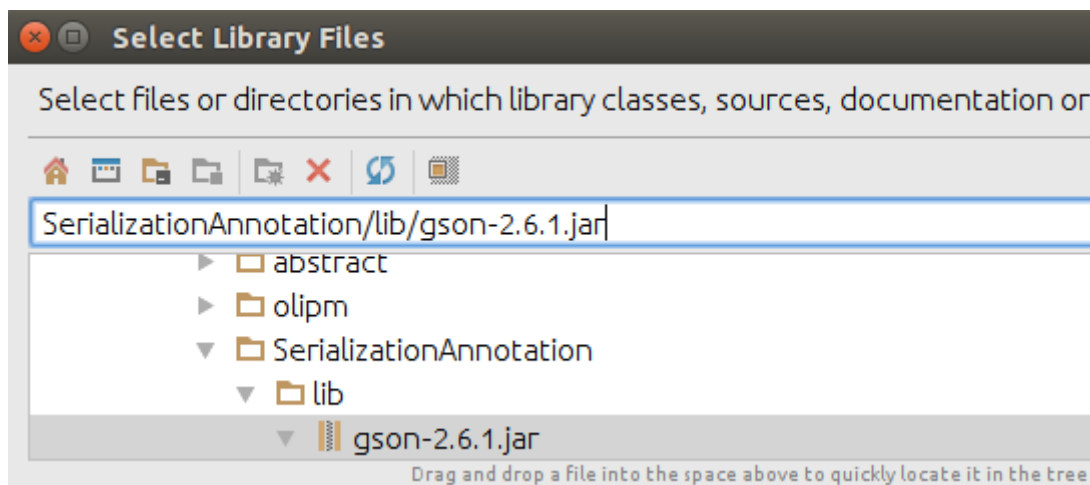 Select Library Files
Select files or directories in which library classes, sources, documentation or
SerializationAnnotation/lib/gson-2.6.1.jar
abstract
olipm
SerializationAnnotation
lib
gson-2.6.1.jar
Drag and drop a file into the space above to quickly locate it in the tree